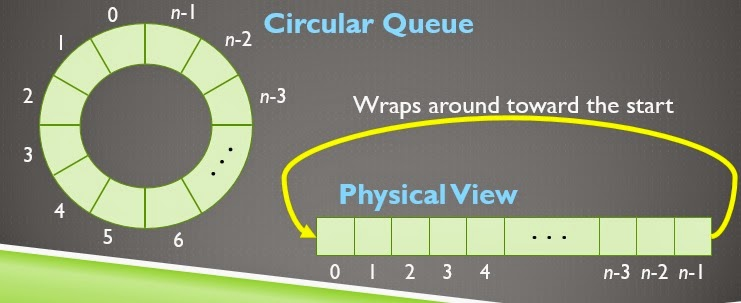 Circular Queue
0
n-1
n-2
n-3
1
2
3
4
5
6
. . .
Wraps around toward the start
Physical View
. . .
0 1 2 3 4 n-3 n-2 n-1